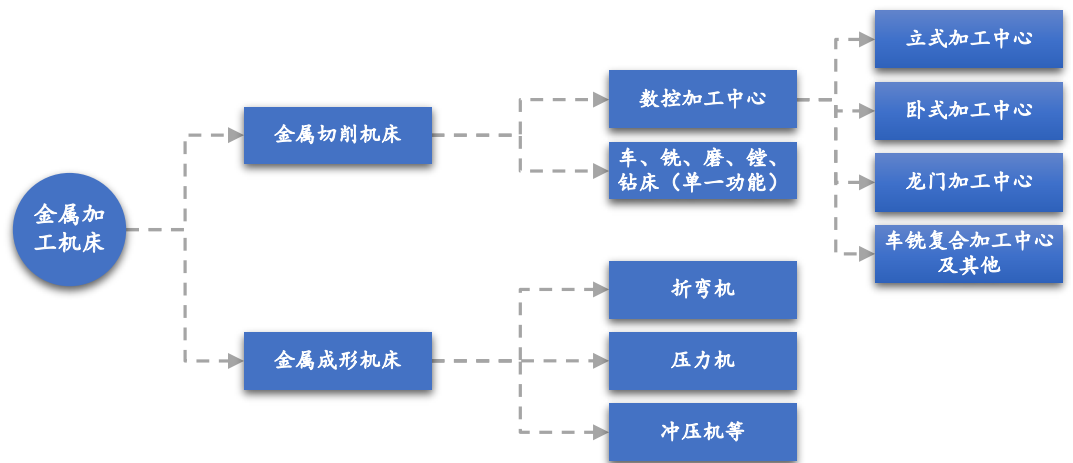 金属加
工机床
金属切削机床
数控加工中心
车、铣、磨、镗、
钻床（单一功能）
立式加工中心
卧式加工中心
龙门加工中心
车铣复合加工中心
及其他
金属成形机床
折弯机
压力机
冲压机等